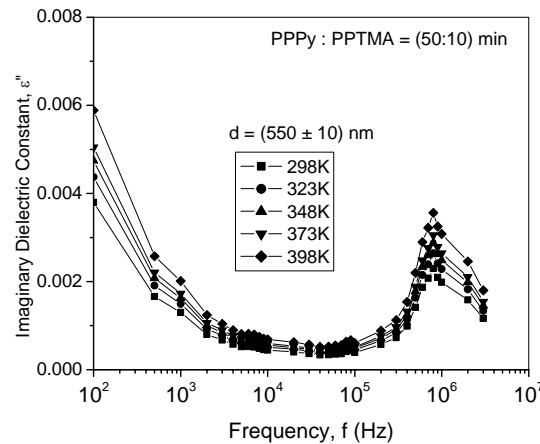 PPPy : PPTMA = (50:10) min
d = (550 ± 10) nm
298K
323K
348K
373K
398K
Imaginary Dielectric Constant, ε"
0.008
0.006
0.004
0.002
0.000
10² 10³ 10⁴ 10⁵ 10⁶ 10⁷
Frequency, f (Hz)